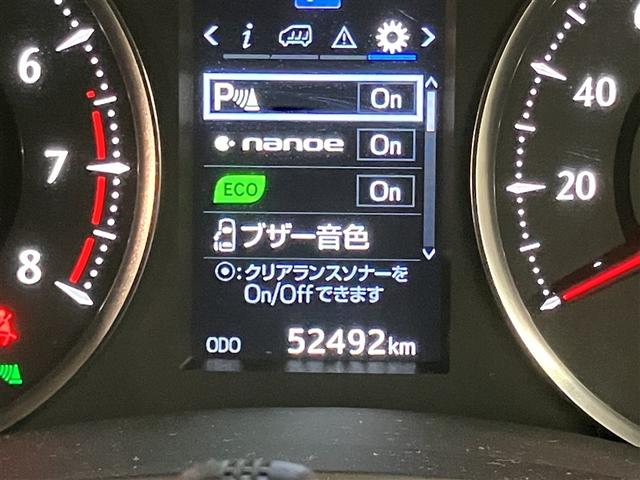 6
7
8
i
P On
nanoe On
ECO On
ブザー音色
:クリアランスソナーを
On/Offできます
ODO 52492km
40
20